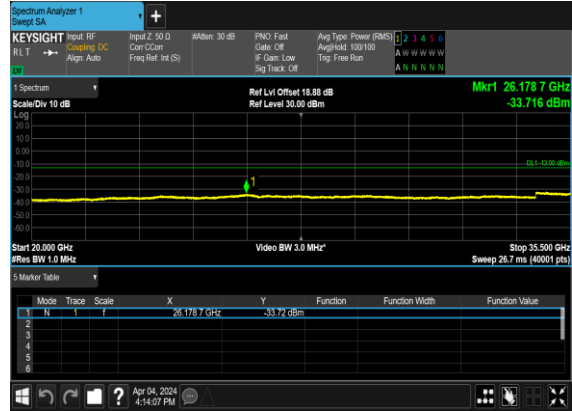 Spectrum Analyzer 1
Swept SA
KEYSIGHT Input: RF Input Z: 50 Ω #Atten: 30 dB PNO: Fast Avg Type: Power (RMS) 1 2 3 4 5 6
RLT Coupling: DC Corr CCorr Gate: Off Avg|Hold: 100/100 A W W W W W
Align: Auto Freq Ref: Int (S) IF Gain: Low Trig: Free Run
Sig Track: Off A N N N N N
1 Spectrum Ref Lvl Offset 18.88 dB Mkr1 26.178 7 GHz
Scale/Div 10 dB Ref Level 30.00 dBm -33.716 dBm
Log
20.0
10.0
0.00
-10.0
DL1 -13.00 dBm
-20.0
1
-30.0
-40.0
-50.0
-60.0
Start 20.000 GHz Video BW 3.0 MHz* Stop 35.500 GHz
#Res BW 1.0 MHz Sweep 26.7 ms (40001 pts)
5 Marker Table
Mode Trace Scale X Y Function Function Width Function Value
1 N 1 f 26.178 7 GHz -33.72 dBm
2
3
4
5
6
? Apr 04, 2024
4:14:07 PM